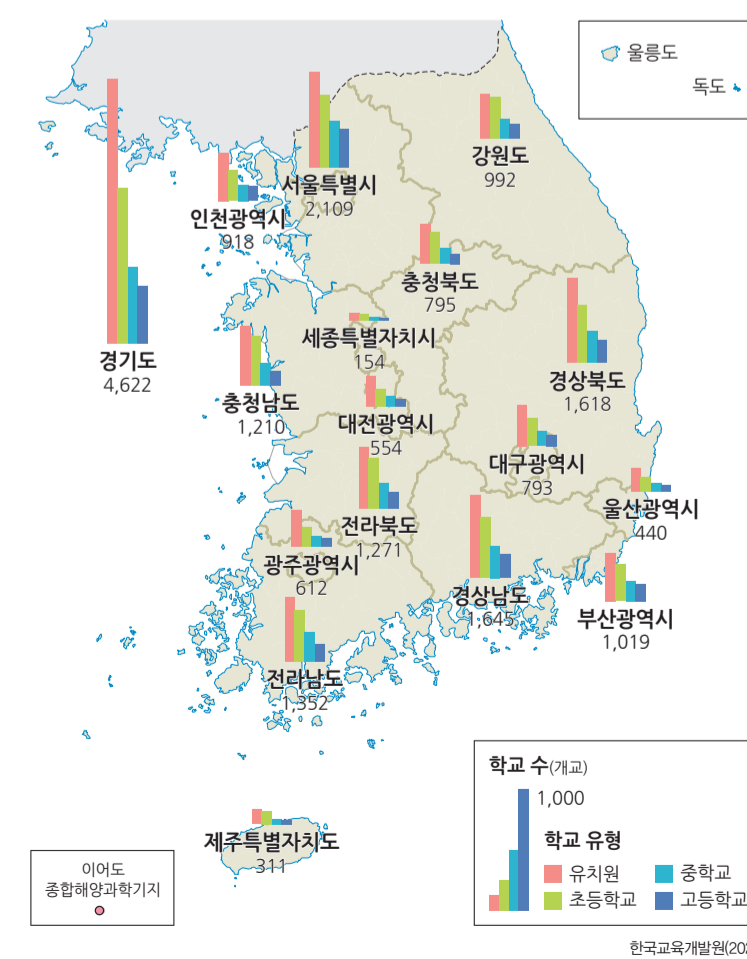 울릉도
독도
강원도
992
서울특별시
2,109
인천광역시
918
충청북도
795
세종특별자치시
154
경기도
4,622
경상북도
1,618
충청남도
1,210
대전광역시
554
대구광역시
793
울산광역시
440
전라북도
1,271
광주광역시
612
경상남도
1,645
부산광역시
1,019
전라남도
1,352
제주특별자치도
311
이어도
종합해양과학기지
학교 수(개교)
1,000
학교 유형
유치원 중학교
초등학교 고등학교
한국교육개발원(202